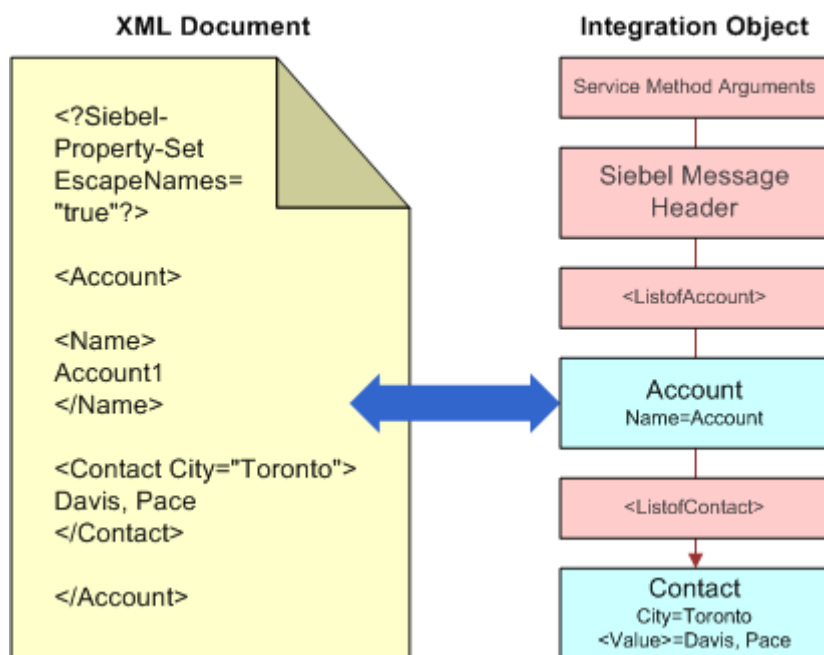 XML Document
<?Siebel-
Property-Set
EscapeNames=
"true"?>
<Account>
<Name>
Account1
</Name>
<Contact City="Toronto">
Davis, Pace
</Contact>
</Account>
Integration Object
Service Method Arguments
Siebel Message
Header
<ListofAccount>
Account
Name=Account
<ListofContact>
Contact
City=Toronto
<Value>=Davis, Pace